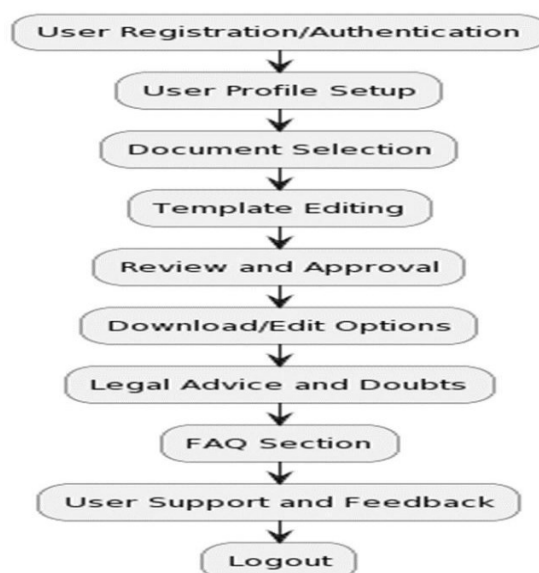 User Registration/Authentication
User Profile Setup
Document Selection
Template Editing
Review and Approval
Download/Edit Options
Legal Advice and Doubts
FAQ Section
User Support and Feedback
Logout